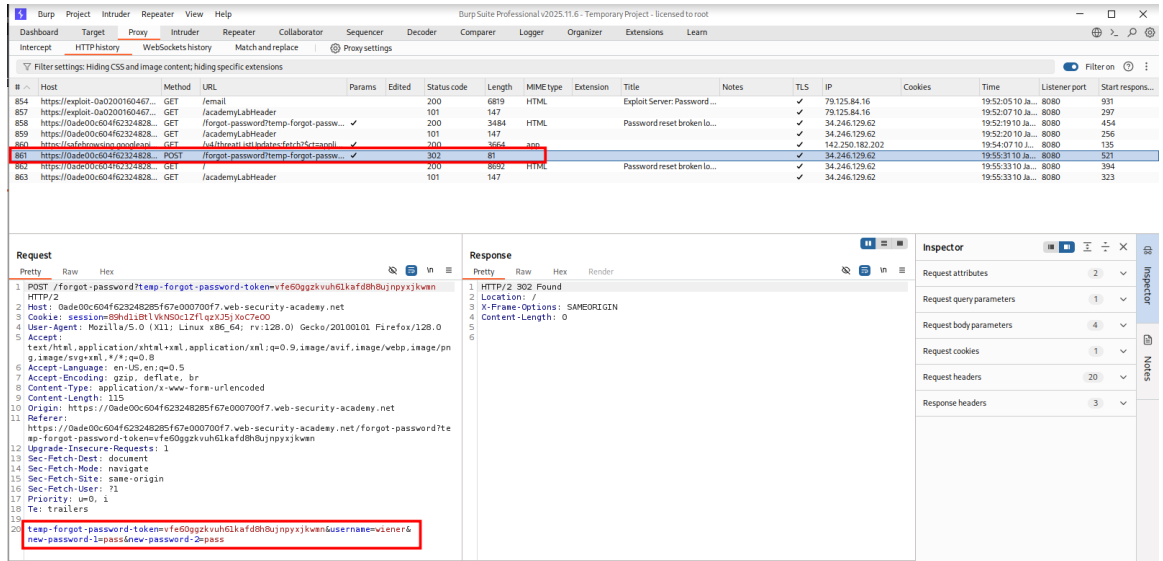 Burp Project Intruder Repeater View Help Burp Suite Professional v2025.11.6 - Temporary Project - licensed to root
Dashboard Target Proxy Intruder Repeater Collaborator Sequencer Decoder Comparer Logger Organizer Extensions Learn
Intercept HTTP history WebSockets history Match and replace Proxy settings
Filter settings: Hiding CSS and image content; hiding specific extensions Filter on
# Host Method URL Params Edited Status code Length MIME type Extension Title Notes TLS IP Cookies Time Listener port Start respons...
854 https://exploit-0a0200160467... GET /email 200 6819 HTML Exploit Server: Password ... ✓ 79.125.84.16 19:52:05 10 Ja... 8080 931
857 https://exploit-0a0200160467... GET /academyLabHeader 101 147 ✓ 79.125.84.16 19:52:07 10 Ja... 8080 297
858 https://0ade00c604f62324828... GET /forgot-password?temp-forgot-passw... ✓ 200 3484 HTML Password reset broken lo... ✓ 34.246.129.62 19:52:19 10 Ja... 8080 454
859 https://0ade00c604f62324828... GET /academyLabHeader 101 147 ✓ 34.246.129.62 19:52:20 10 Ja... 8080 256
860 https://safebrowsing.googleapi... GET /v4/threatListUpdates:fetch?$ct=appli... ✓ 200 3664 app ✓ 142.250.182.202 19:54:07 10 J... 8080 135
861 https://0ade00c604f62324828... POST /forgot-password?temp-forgot-passw... ✓ 302 81 ✓ 34.246.129.62 19:55:31 10 Ja... 8080 521
862 https://0ade00c604f62324828... GET / 200 8692 HTML Password reset broken lo... ✓ 34.246.129.62 19:55:33 10 Ja... 8080 394
863 https://0ade00c604f62324828... GET /academyLabHeader 101 147 ✓ 34.246.129.62 19:55:33 10 Ja... 8080 323
Request
Pretty Raw Hex \n
1 POST /forgot-password?temp-forgot-password-token=vfe60ggzkvuh61kafd8h8ujnpyxjkwmn
HTTP/2
2 Host: 0ade00c604f623248285f67e000700f7.web-security-academy.net
3 Cookie: session=89hd1iBtlVkNSOc1ZflqzXJ5jXoC7eOO
4 User-Agent: Mozilla/5.0 (X11; Linux x86_64; rv:128.0) Gecko/20100101 Firefox/128.0
5 Accept:
text/html,application/xhtml+xml,application/xml;q=0.9,image/avif,image/webp,image/pn
g,image/svg+xml,*/*;q=0.8
6 Accept-Language: en-US,en;q=0.5
7 Accept-Encoding: gzip, deflate, br
8 Content-Type: application/x-www-form-urlencoded
9 Content-Length: 115
10 Origin: https://0ade00c604f623248285f67e000700f7.web-security-academy.net
11 Referer:
https://0ade00c604f623248285f67e000700f7.web-security-academy.net/forgot-password?te
mp-forgot-password-token=vfe60ggzkvuh61kafd8h8ujnpyxjkwmn
12 Upgrade-Insecure-Requests: 1
13 Sec-Fetch-Dest: document
14 Sec-Fetch-Mode: navigate
15 Sec-Fetch-Site: same-origin
16 Sec-Fetch-User: ?1
17 Priority: u=0, i
18 Te: trailers
19
20 temp-forgot-password-token=vfe60ggzkvuh61kafd8h8ujnpyxjkwmn&username=wiener&
new-password-1=pass&new-password-2=pass
Response
Pretty Raw Hex Render \n
1 HTTP/2 302 Found
2 Location: /
3 X-Frame-Options: SAMEORIGIN
4 Content-Length: 0
5
6
Inspector
Request attributes 2
Request query parameters 1
Request body parameters 4
Request cookies 1
Request headers 20
Response headers 3
Inspector
Notes